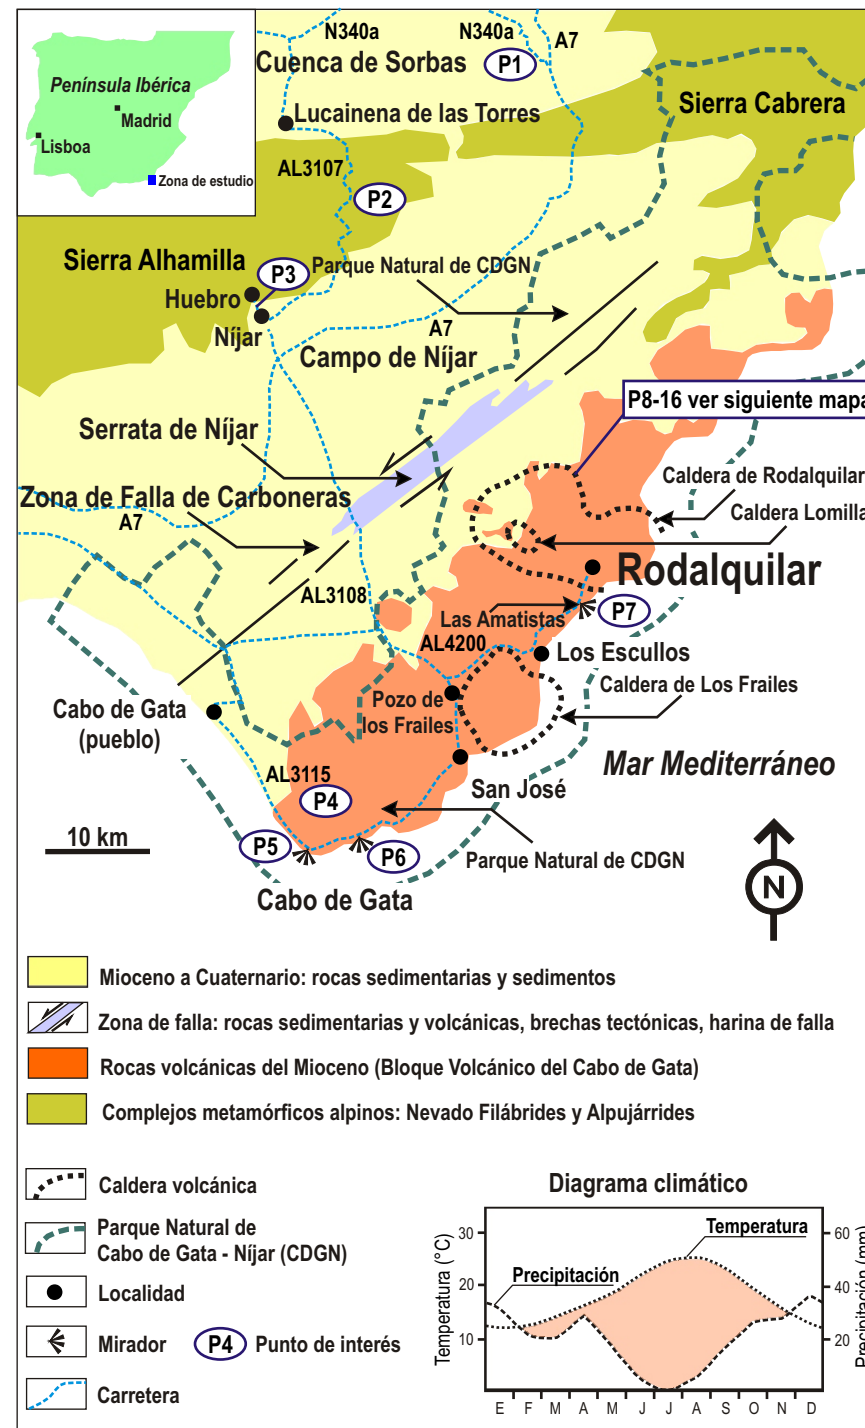 N340a
N340a
A7
Cuenca de Sorbas
P1
Península Ibérica
Madrid
Lisboa
Zona de estudio
Lucainena de las Torres
Sierra Cabrera
AL3107
P2
Sierra Alhamilla
P3
Parque Natural de CDGN
Huebro
Níjar
A7
Campo de Níjar
P8-16 ver siguiente mapa
Serrata de Níjar
Caldera de Rodalquilar
Zona de Falla de Carboneras
Caldera Lomilla
A7
Rodalquilar
AL3108
Las Amatistas
P7
AL4200
Los Escullos
Caldera de Los Frailes
Cabo de Gata
(pueblo)
Pozo de
los Frailes
Mar Mediterráneo
AL3115
San José
P4
10 km
P5
P6
Parque Natural de CDGN
Cabo de Gata
N
Mioceno a Cuaternario: rocas sedimentarias y sedimentos
Zona de falla: rocas sedimentarias y volcánicas, brechas tectónicas, harina de falla
Rocas volcánicas del Mioceno (Bloque Volcánico del Cabo de Gata)
Complejos metamórficos alpinos: Nevado Filábrides y Alpujárrides
Caldera volcánica
Parque Natural de
Cabo de Gata - Níjar (CDGN)
Localidad
Mirador
P4
Punto de interés
Carretera
Diagrama climático
Temperatura (°C)
30
20
10
Precipitación
Temperatura
60
40
20
Precipitación (mm)
E F M A M J J A S O N D